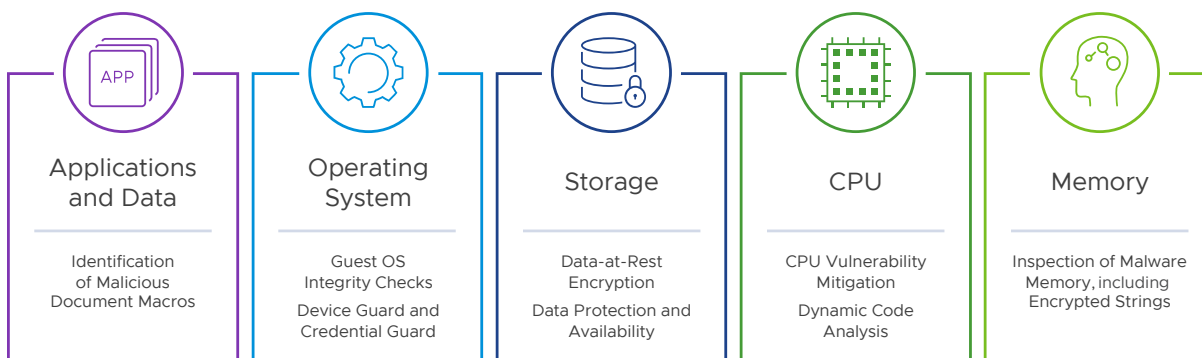 APP
Applications
and Data
Identification
of Malicious
Document Macros
Operating
System
Guest OS
Integrity Checks
Device Guard and
Credential Guard
Storage
Data-at-Rest
Encryption
Data Protection and
Availability
CPU
CPU Vulnerability
Mitigation
Dynamic Code
Analysis
Memory
Inspection of Malware
Memory, including
Encrypted Strings